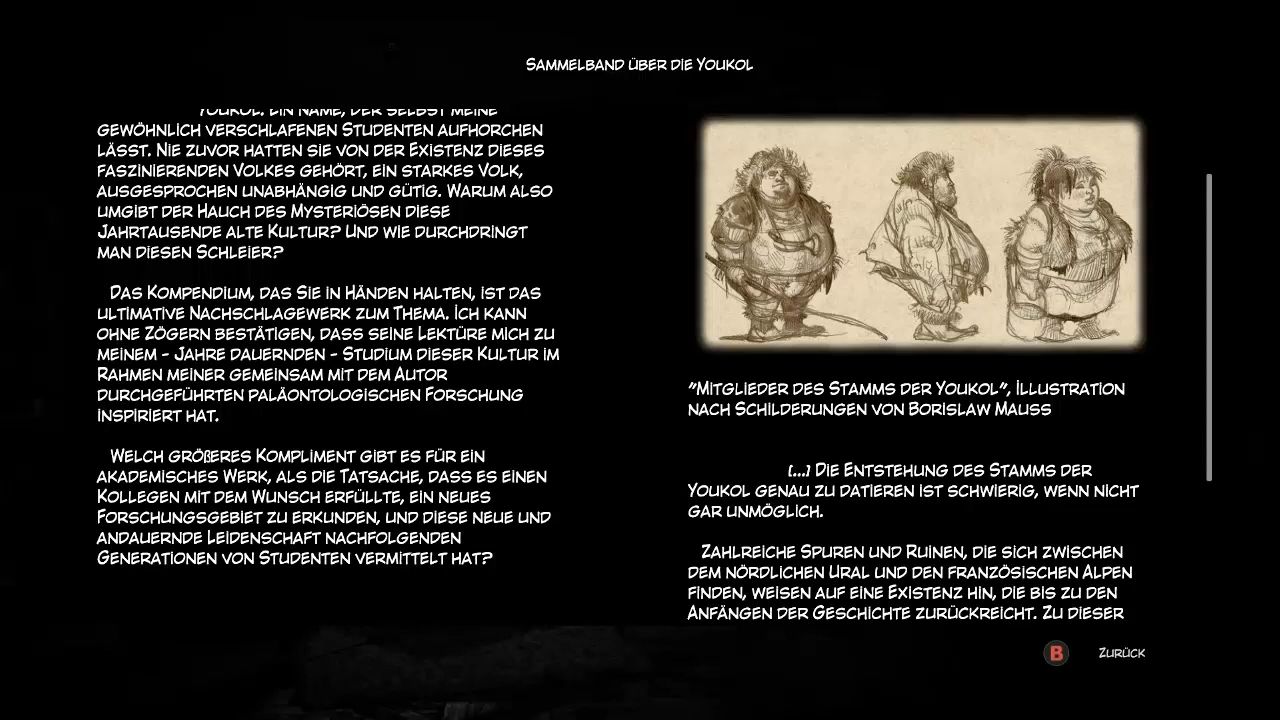 Sammelband über die Youkol
Youkol. Ein Name, der selbst meine
gewöhnlich verschlafenen Studenten aufhorchen
lässt. Nie zuvor hatten sie von der Existenz dieses
faszinierenden Volkes gehört, ein starkes Volk,
ausgesprochen unabhängig und gütig. Warum also
umgibt der Hauch des Mysteriösen diese
Jahrtausende alte Kultur? Und wie durchdringt
man diesen Schleier?
Das Kompendium, das Sie in Händen halten, ist das
ultimative Nachschlagewerk zum Thema. Ich kann
ohne Zögern bestätigen, dass seine Lektüre mich zu
meinem - Jahre dauernden - Studium dieser Kultur im
Rahmen meiner gemeinsam mit dem Autor
durchgeführten paläontologischen Forschung
inspiriert hat.
Welch größeres Kompliment gibt es für ein
akademisches Werk, als die Tatsache, dass es einen
Kollegen mit dem Wunsch erfüllte, ein neues
Forschungsgebiet zu erkunden, und diese neue und
andauernde Leidenschaft nachfolgenden
Generationen von Studenten vermittelt hat?
"Mitglieder des Stamms der Youkol", Illustration
nach Schilderungen von Borislaw Mauss
[...] Die Entstehung des Stamms der
Youkol genau zu datieren ist schwierig, wenn nicht
gar unmöglich.
Zahlreiche Spuren und Ruinen, die sich zwischen
dem nördlichen Ural und den französischen Alpen
finden, weisen auf eine Existenz hin, die bis zu den
Anfängen der Geschichte zurückreicht. Zu dieser
B Zurück